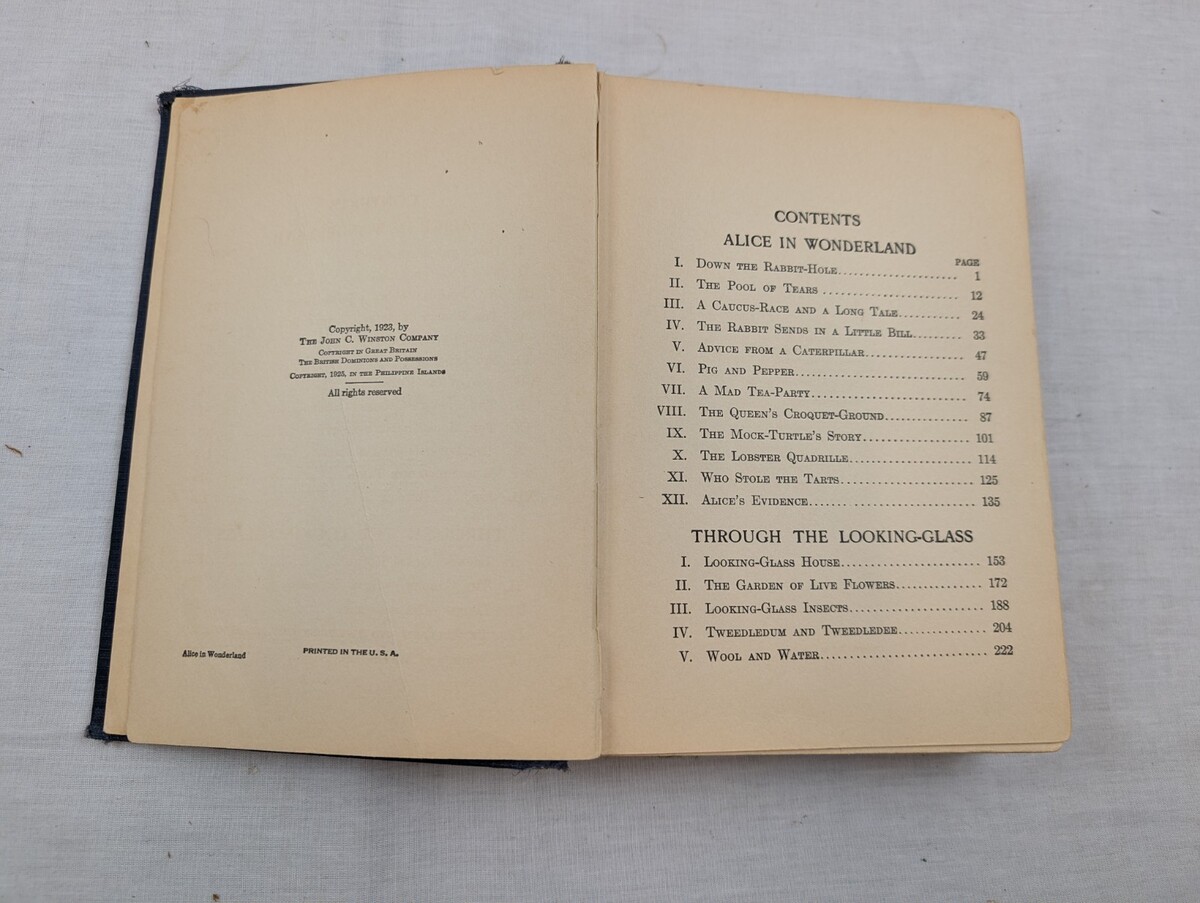 Copyright, 1923, by
THE JOHN C. WINSTON COMPANY
COPYRIGHT IN GREAT BRITAIN
THE BRITISH DOMINIONS AND POSSESSIONS
COPYRIGHT, 1925, IN THE PHILIPPINE ISLANDS
All rights reserved
Alice in Wonderland
PRINTED IN THE U. S. A.
CONTENTS
ALICE IN WONDERLAND
PAGE
I. DOWN THE RABBIT-HOLE 1
II. THE POOL OF TEARS 12
III. A CAUCUS-RACE AND A LONG TALE 24
IV. THE RABBIT SENDS IN A LITTLE BILL 33
V. ADVICE FROM A CATERPILLAR 47
VI. PIG AND PEPPER 59
VII. A MAD TEA-PARTY 74
VIII. THE QUEEN'S CROQUET-GROUND 87
IX. THE MOCK-TURTLE'S STORY 101
X. THE LOBSTER QUADRILLE 114
XI. WHO STOLE THE TARTS 125
XII. ALICE'S EVIDENCE 135
THROUGH THE LOOKING-GLASS
I. LOOKING-GLASS HOUSE 153
II. THE GARDEN OF LIVE FLOWERS 172
III. LOOKING-GLASS INSECTS 188
IV. TWEEDLEDUM AND TWEEDLEDEE 204
V. WOOL AND WATER 222